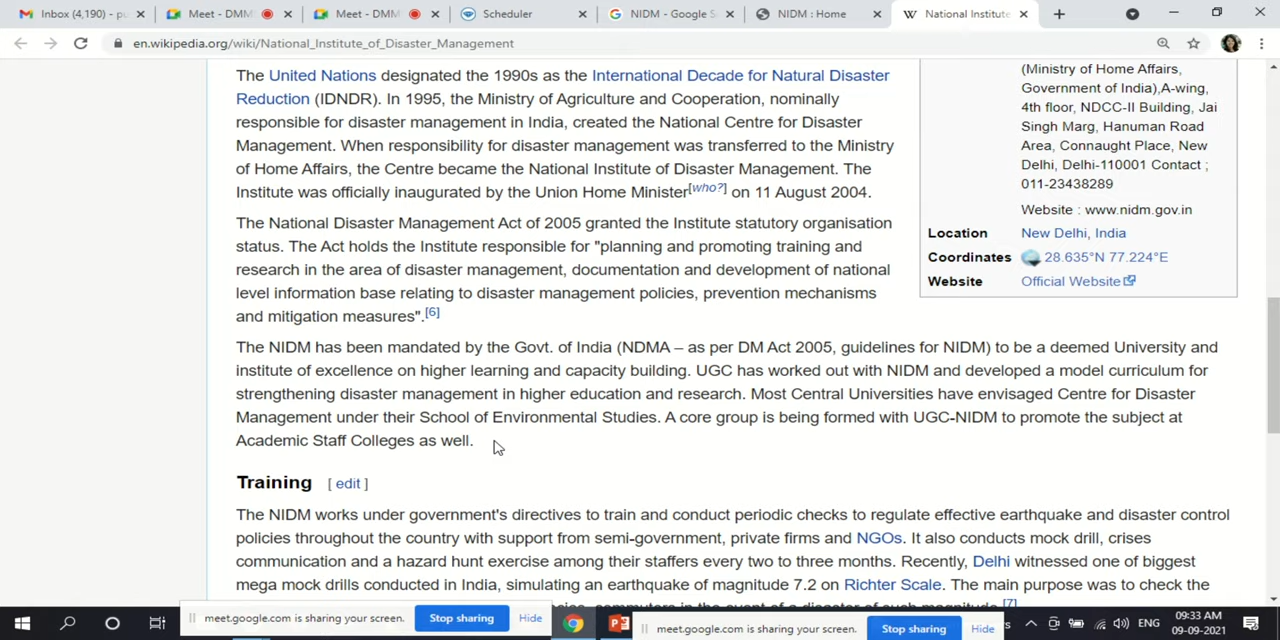 Inbox (4,190) - pu
Meet - DMM
Meet - DMM
Scheduler
NIDM - Google S
NIDM : Home
National Institute
en.wikipedia.org/wiki/National_Institute_of_Disaster_Management
The United Nations designated the 1990s as the International Decade for Natural Disaster
Reduction (IDNDR). In 1995, the Ministry of Agriculture and Cooperation, nominally
responsible for disaster management in India, created the National Centre for Disaster
Management. When responsibility for disaster management was transferred to the Ministry
of Home Affairs, the Centre became the National Institute of Disaster Management. The
Institute was officially inaugurated by the Union Home Minister[who?] on 11 August 2004.
The National Disaster Management Act of 2005 granted the Institute statutory organisation
status. The Act holds the Institute responsible for "planning and promoting training and
research in the area of disaster management, documentation and development of national
level information base relating to disaster management policies, prevention mechanisms
and mitigation measures".[6]
(Ministry of Home Affairs,
Government of India),A-wing,
4th floor, NDCC-II Building, Jai
Singh Marg, Hanuman Road
Area, Connaught Place, New
Delhi, Delhi-110001 Contact ;
011-23438289
Website : www.nidm.gov.in
Location New Delhi, India
Coordinates 28.635°N 77.224°E
Website Official Website
The NIDM has been mandated by the Govt. of India (NDMA – as per DM Act 2005, guidelines for NIDM) to be a deemed University and
institute of excellence on higher learning and capacity building. UGC has worked out with NIDM and developed a model curriculum for
strengthening disaster management in higher education and research. Most Central Universities have envisaged Centre for Disaster
Management under their School of Environmental Studies. A core group is being formed with UGC-NIDM to promote the subject at
Academic Staff Colleges as well.
Training [ edit ]
The NIDM works under government's directives to train and conduct periodic checks to regulate effective earthquake and disaster control
policies throughout the country with support from semi-government, private firms and NGOs. It also conducts mock drill, crises
communication and a hazard hunt exercise among their staffers every two to three months. Recently, Delhi witnessed one of biggest
mega mock drills conducted in India, simulating an earthquake of magnitude 7.2 on Richter Scale. The main purpose was to check the
commuters in the event of a disaster of such magnitude.[7]
meet.google.com is sharing your screen. Stop sharing Hide
meet.google.com is sharing your screen. Stop sharing Hide
ENG
09:33 AM
09-09-2021